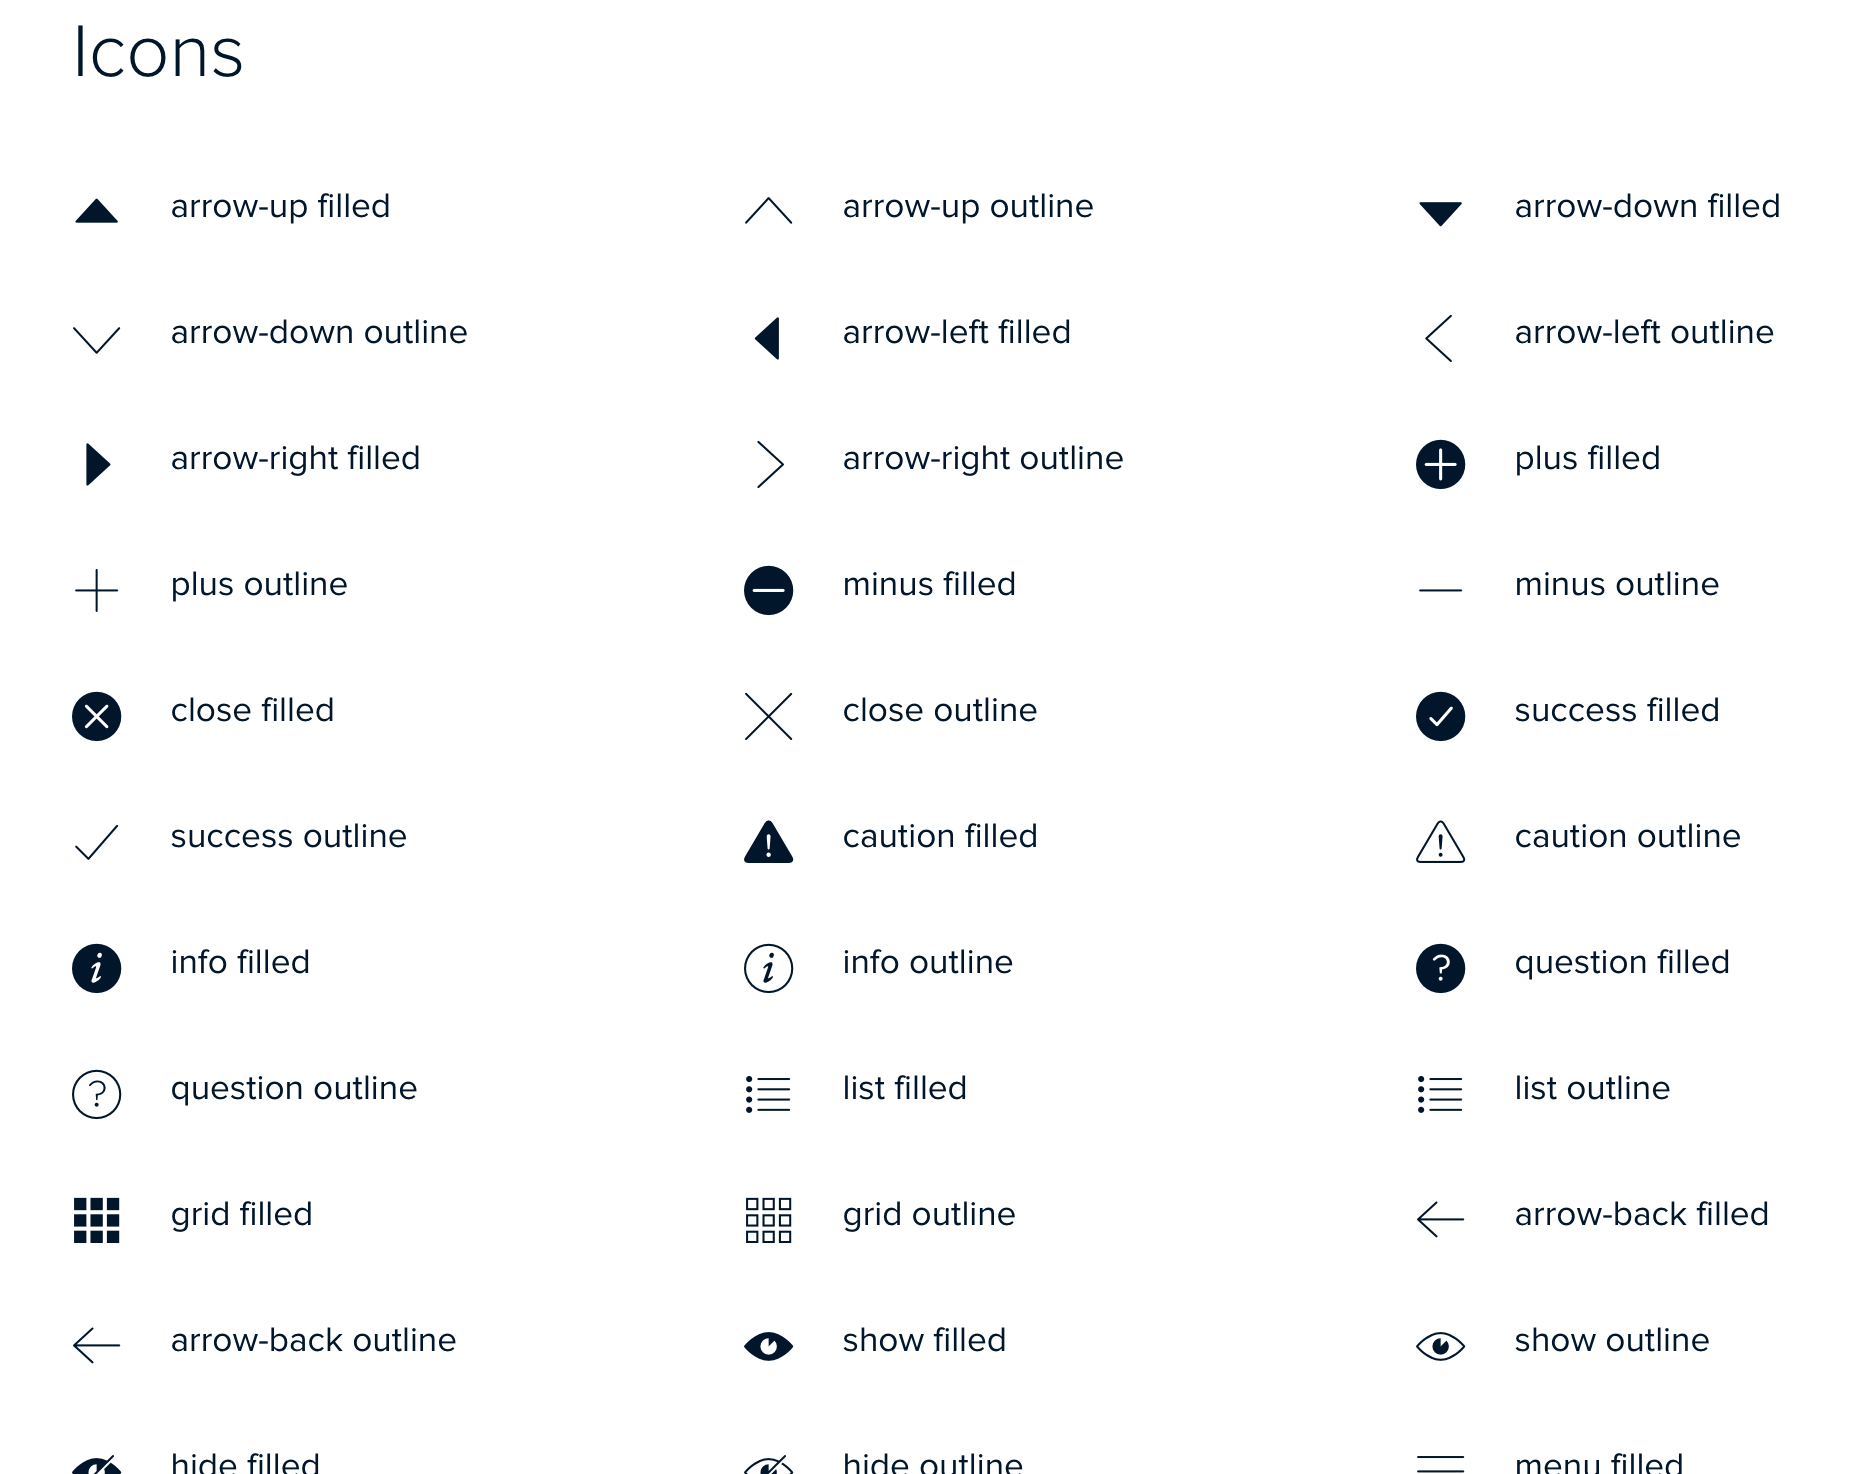 Icons
arrow-up filled
arrow-up outline
arrow-down filled
arrow-down outline
arrow-left filled
arrow-left outline
arrow-right filled
arrow-right outline
plus filled
plus outline
minus filled
minus outline
close filled
close outline
success filled
success outline
caution filled
caution outline
info filled
info outline
question filled
question outline
list filled
list outline
grid filled
grid outline
arrow-back filled
arrow-back outline
show filled
show outline
hide filled
hide outline
menu filled